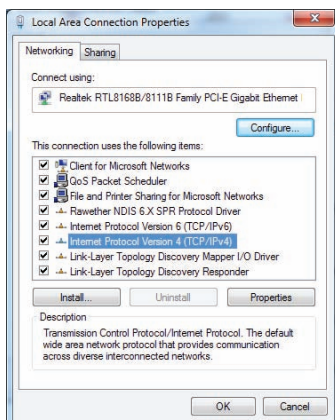 Local Area Connection Properties
Networking Sharing
Connect using:
Realtek RTL8168B/8111B Family PCI-E Gigabit Ethernet
Configure...
This connection uses the following items:
Client for Microsoft Networks
QoS Packet Scheduler
File and Printer Sharing for Microsoft Networks
Rawether NDIS 6.X SPR Protocol Driver
Internet Protocol Version 6 (TCP/IPv6)
Internet Protocol Version 4 (TCP/IPv4)
Link-Layer Topology Discovery Mapper I/O Driver
Link-Layer Topology Discovery Responder
Install... Uninstall Properties
Description
Transmission Control Protocol/Internet Protocol. The default
wide area network protocol that provides communication
across diverse interconnected networks.
OK Cancel